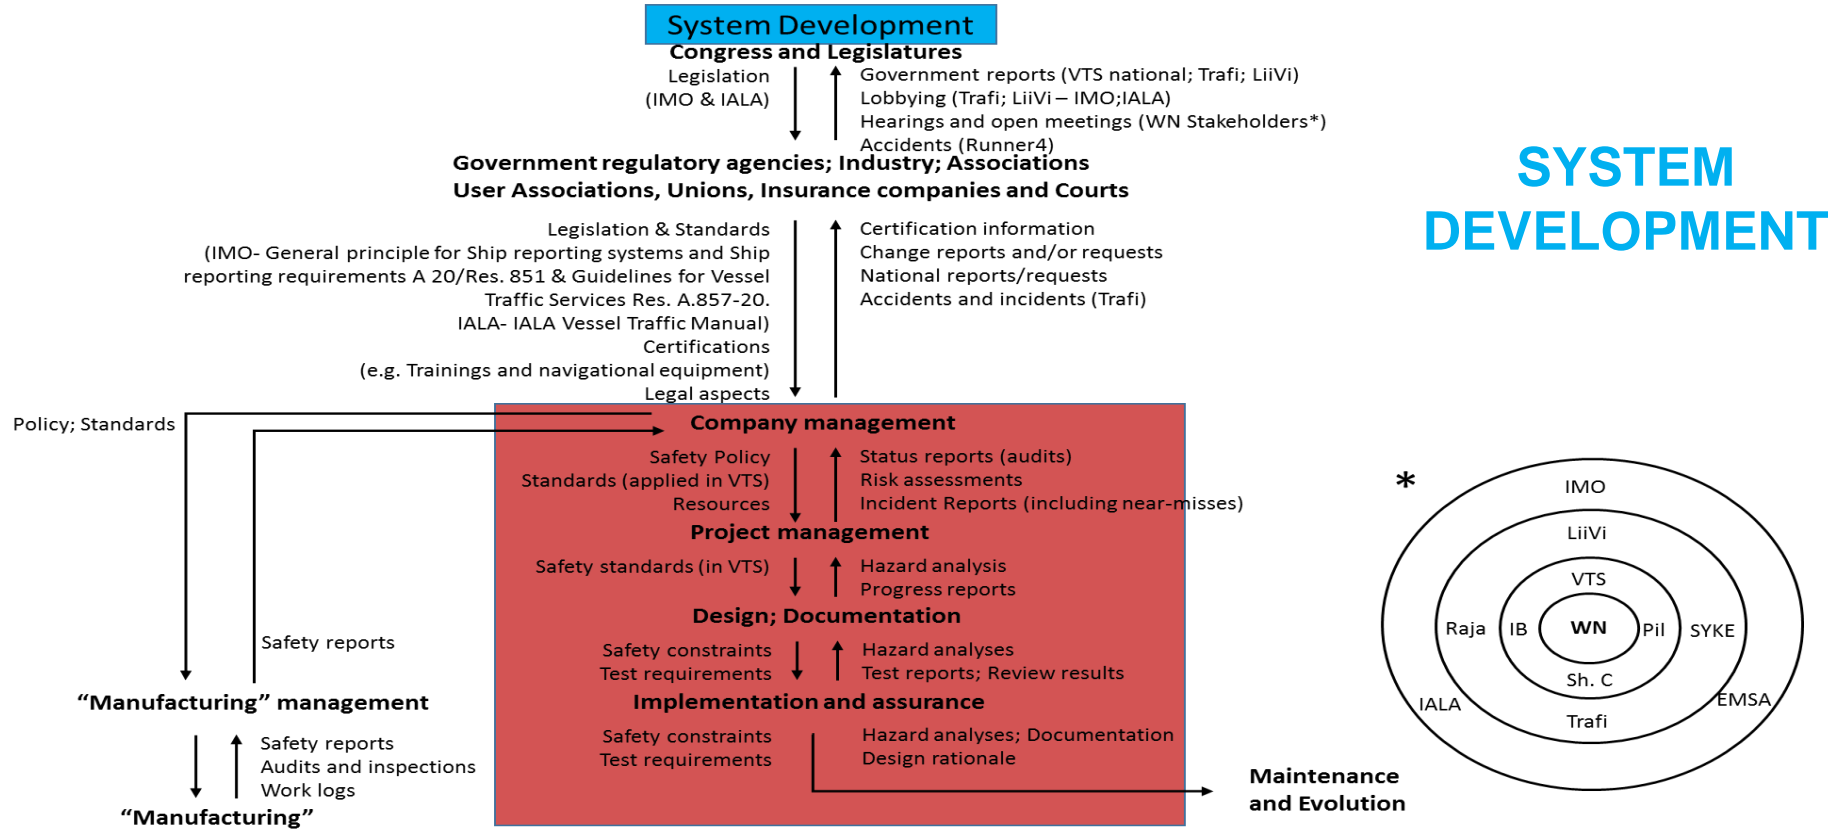 System Development
Congress and Legislatures
Legislation
(IMO & IALA)
Government reports (VTS national; Trafi; LiiVi)
Lobbying (Trafi; LiiVi – IMO;IALA)
Hearings and open meetings (WN Stakeholders*)
Accidents (Runner4)
Government regulatory agencies; Industry; Associations
User Associations, Unions, Insurance companies and Courts
SYSTEM
DEVELOPMENT
Legislation & Standards
(IMO- General principle for Ship reporting systems and Ship
reporting requirements A 20/Res. 851 & Guidelines for Vessel
Traffic Services Res. A.857-20.
IALA- IALA Vessel Traffic Manual)
Certifications
(e.g. Trainings and navigational equipment)
Legal aspects
Certification information
Change reports and/or requests
National reports/requests
Accidents and incidents (Trafi)
Policy; Standards
Company management
Safety Policy
Standards (applied in VTS)
Resources
Status reports (audits)
Risk assessments
Incident Reports (including near-misses)
Project management
Safety standards (in VTS)
Hazard analysis
Progress reports
Design; Documentation
Safety constraints
Test requirements
Hazard analyses
Test reports; Review results
Implementation and assurance
Safety constraints
Test requirements
Hazard analyses; Documentation
Design rationale
Maintenance
and Evolution
Safety reports
“Manufacturing” management
Safety reports
Audits and inspections
Work logs
“Manufacturing”
*
IMO
LiiVi
VTS
Raja
IB
WN
Pil
SYKE
Sh. C
IALA
EMSA
Trafi